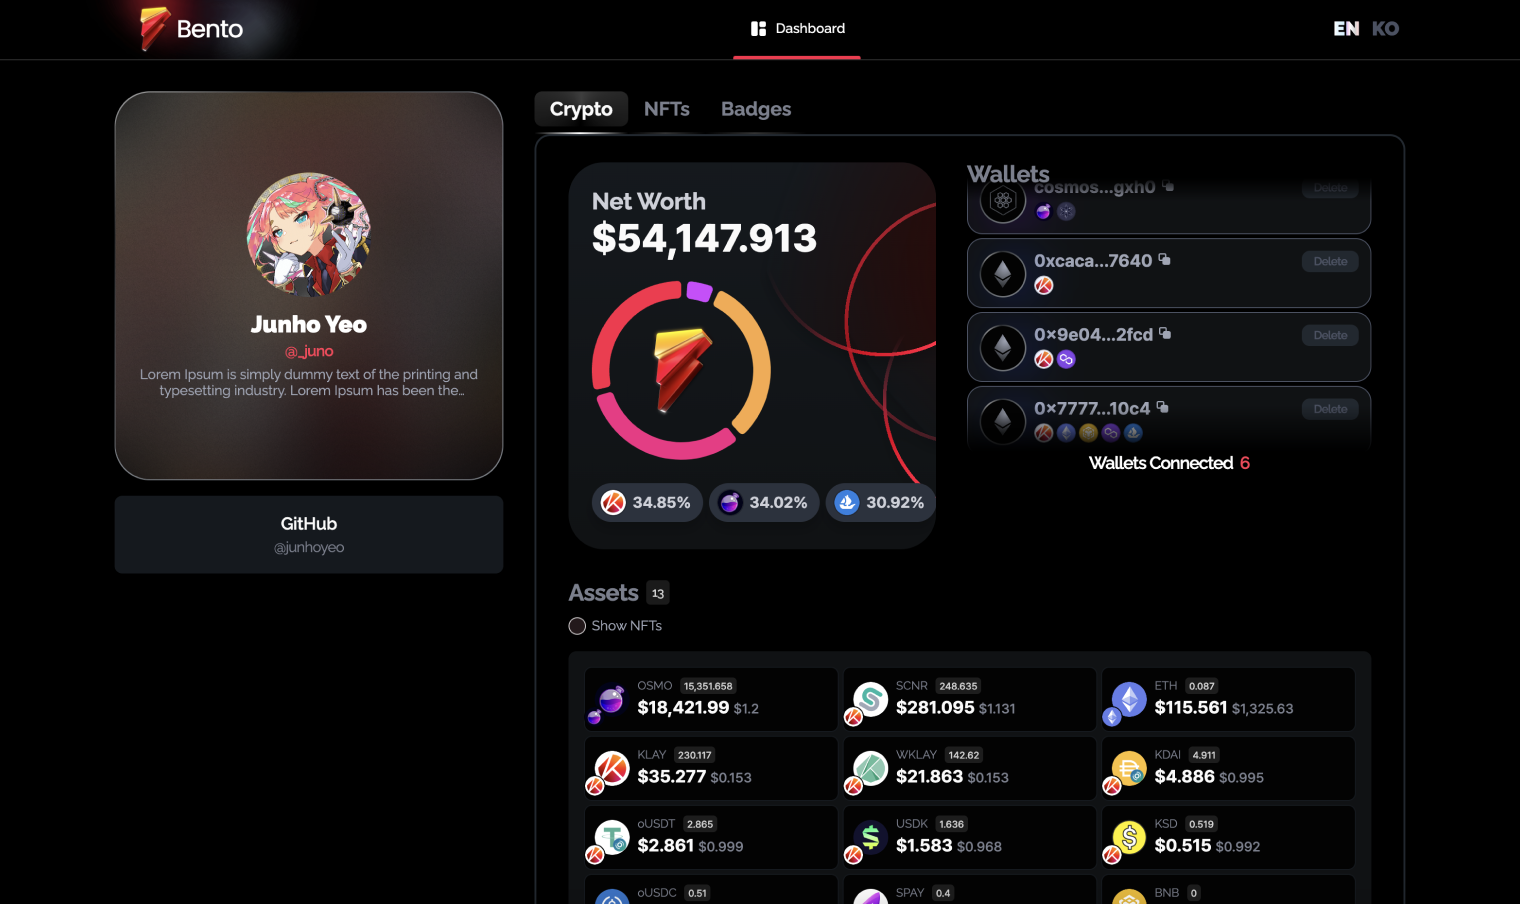 Bento
Dashboard
EN KO
Junho Yeo
@_juno
Lorem Ipsum is simply dummy text of the printing and
typesetting industry. Lorem Ipsum has been the...
GitHub
@junhoyeo
Crypto NFTs Badges
Net Worth
$54,147.913
34.85% 34.02% 30.92%
Wallets
cosmos...gxh0 Delete
0xcaca...7640 Delete
0x9e04...2fcd Delete
0x7777...10c4 Delete
Wallets Connected 6
Assets 13
Show NFTs
OSMO 15,351.658
$18,421.99 $1.2
SCNR 248.635
$281.095 $1.131
ETH 0.087
$115.561 $1,325.63
KLAY 230.117
$35.277 $0.153
WKLAY 142.62
$21.863 $0.153
KDAI 4.911
$4.886 $0.995
oUSDT 2.865
$2.861 $0.999
USDK 1.636
$1.583 $0.968
KSD 0.519
$0.515 $0.992
oUSDC 0.51
SPAY 0.4
BNB 0